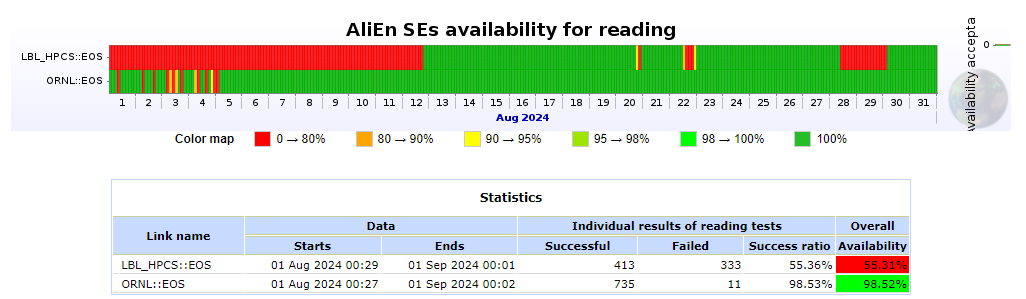 AliEn SEs availability for reading
LBL_HPCS::EOS
ORNL::EOS
1 2 3 4 5 6 7 8 9 10 11 12 13 14 15 16 17 18 19 20 21 22 23 24 25 26 27 28 29 30 31
Aug 2024
Availability accepta
0
Color map 0 → 80% 80 → 90% 90 → 95% 95 → 98% 98 → 100% 100%
Statistics
Link name Data Individual results of reading tests Overall
Starts Ends Successful Failed Success ratio Availability
LBL_HPCS::EOS 01 Aug 2024 00:29 01 Sep 2024 00:01 413 333 55.36% 55.31%
ORNL::EOS 01 Aug 2024 00:27 01 Sep 2024 00:02 735 11 98.53% 98.52%